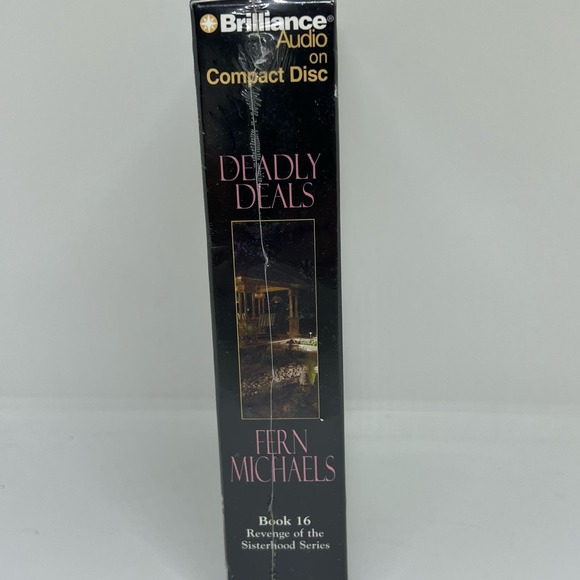 Brilliance®
Audio
on
Compact Disc
DEADLY
DEALS
FERN
MICHAELS
Book 16
Revenge of the
Sisterhood Series